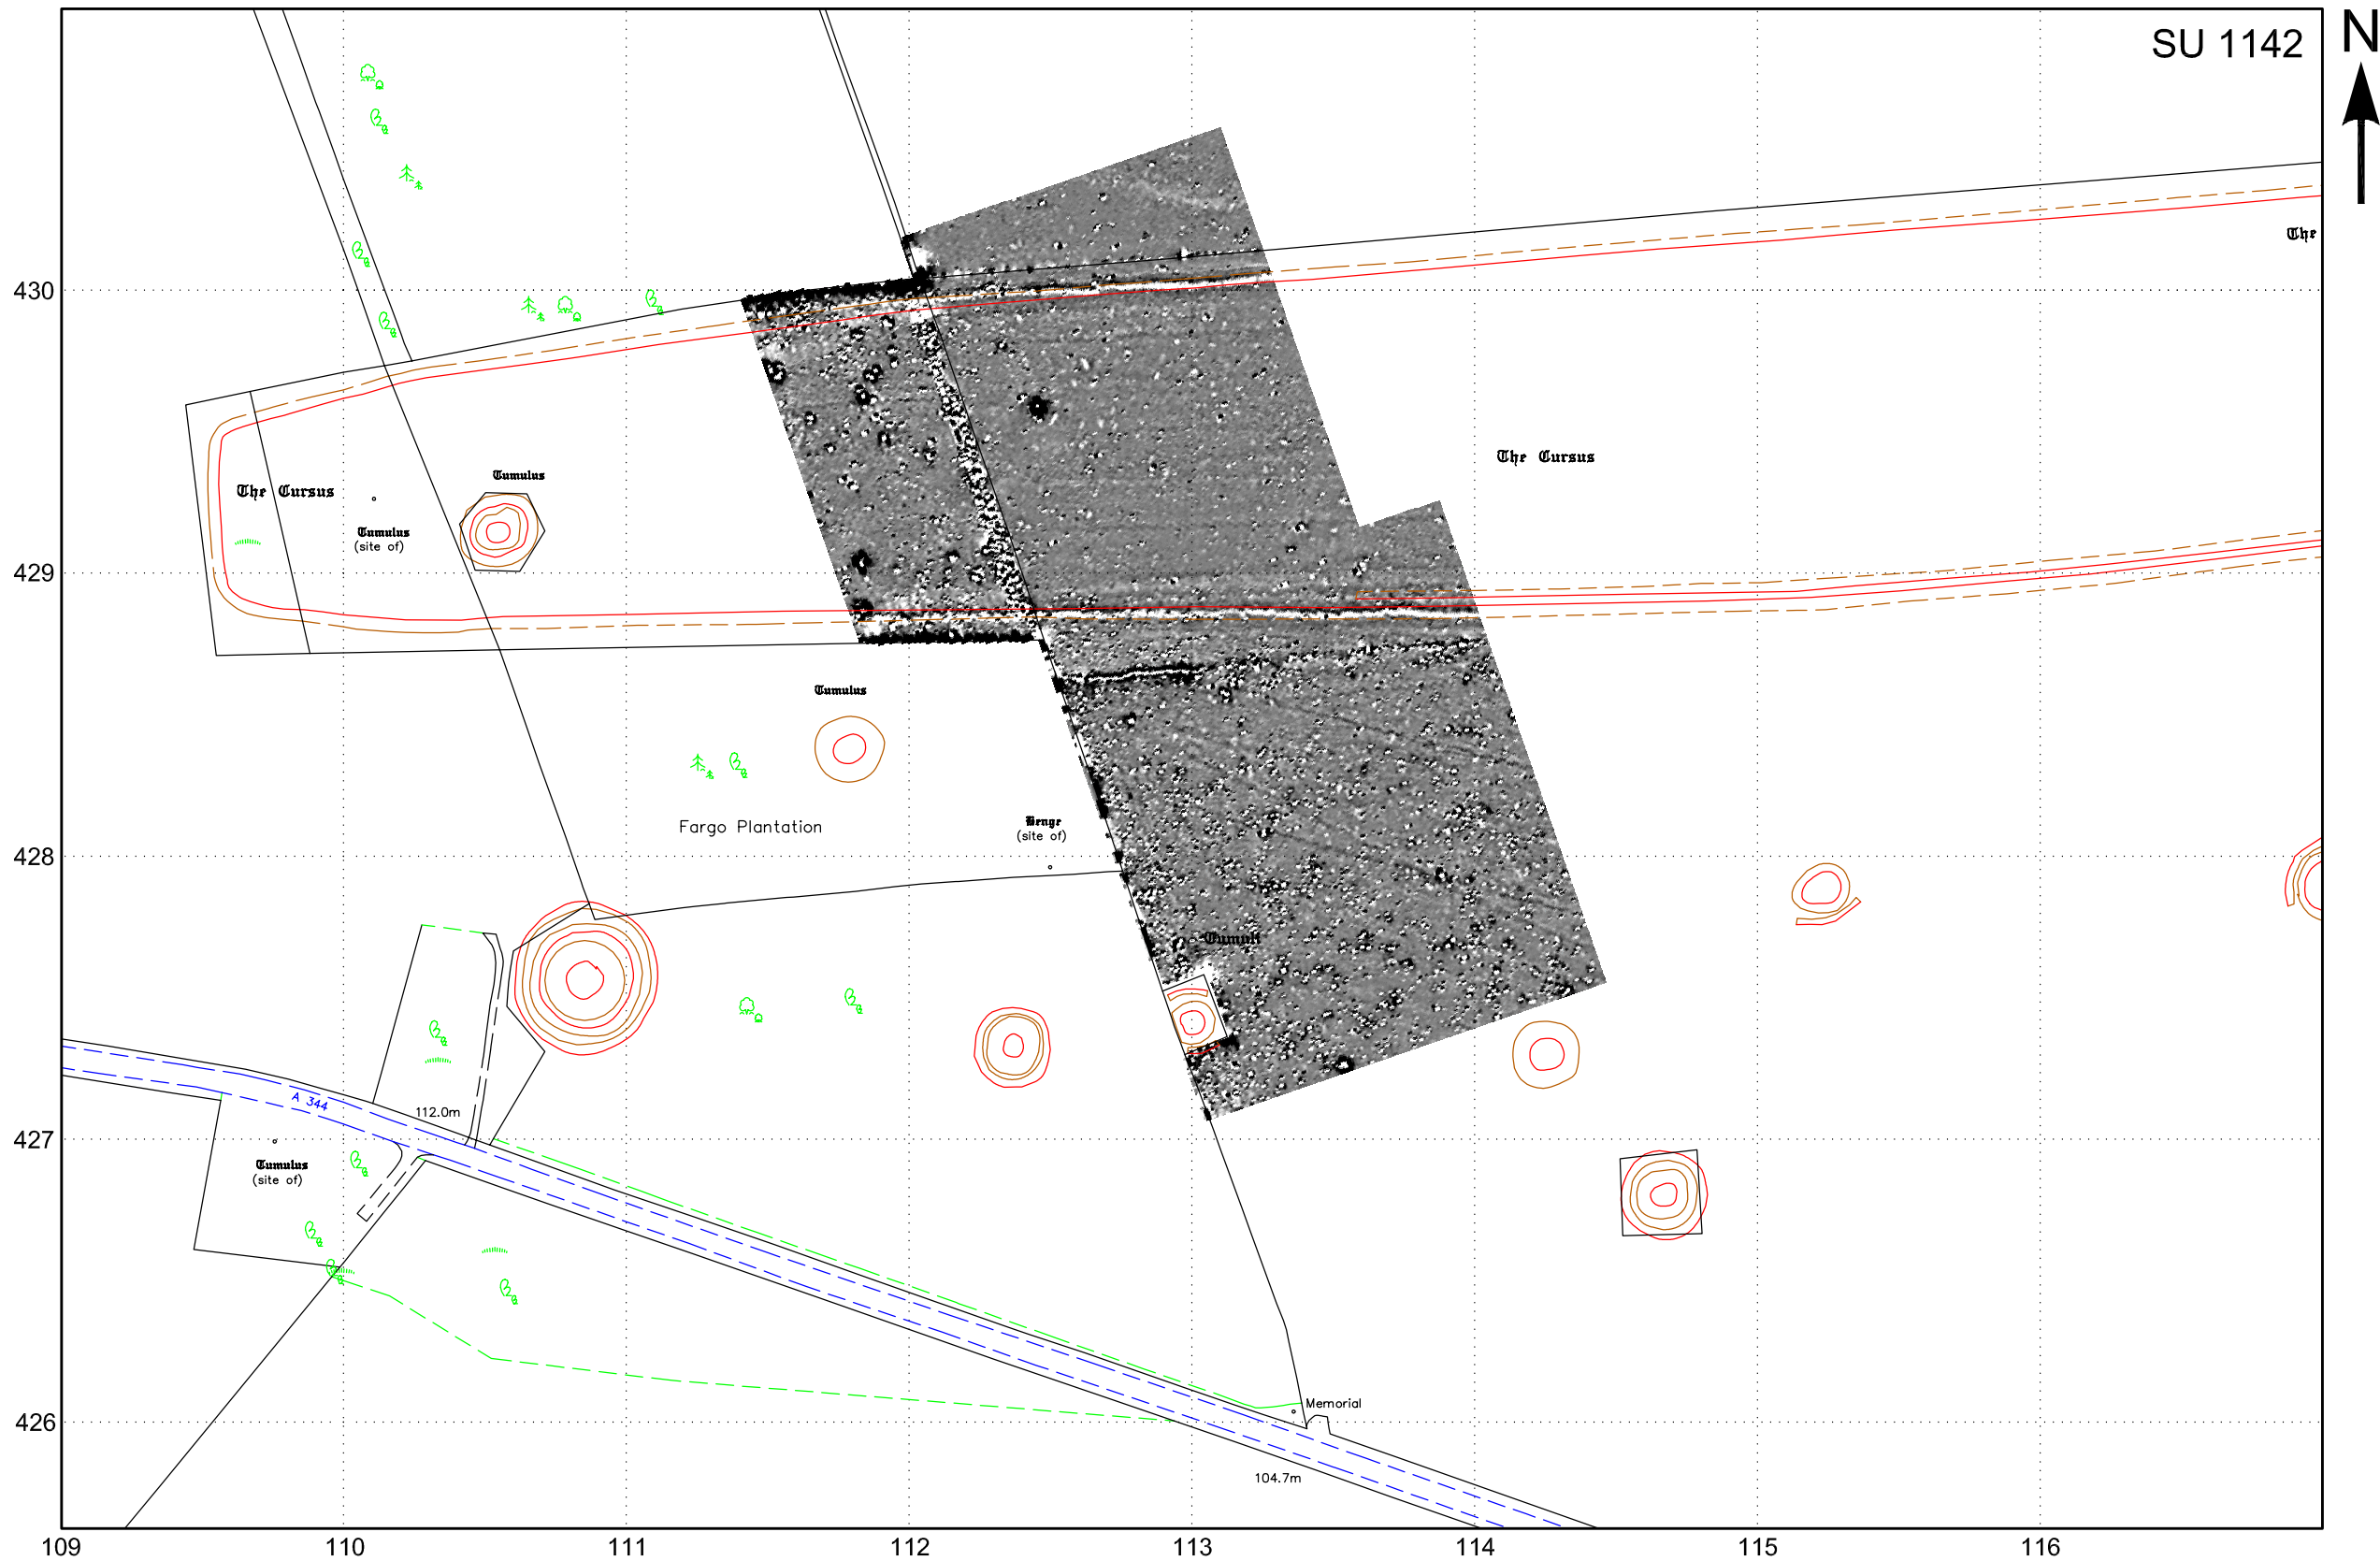 SU 1142
N
The
430
The Cursus
Tumulus
The Cursus
Tumulus
(site of)
429
Tumulus
Fargo Plantation
Henge
(site of)
428
Tumuli
A 344
112.0m
427
Tumulus
(site of)
Memorial
426
104.7m
109 110 111 112 113 114 115 116